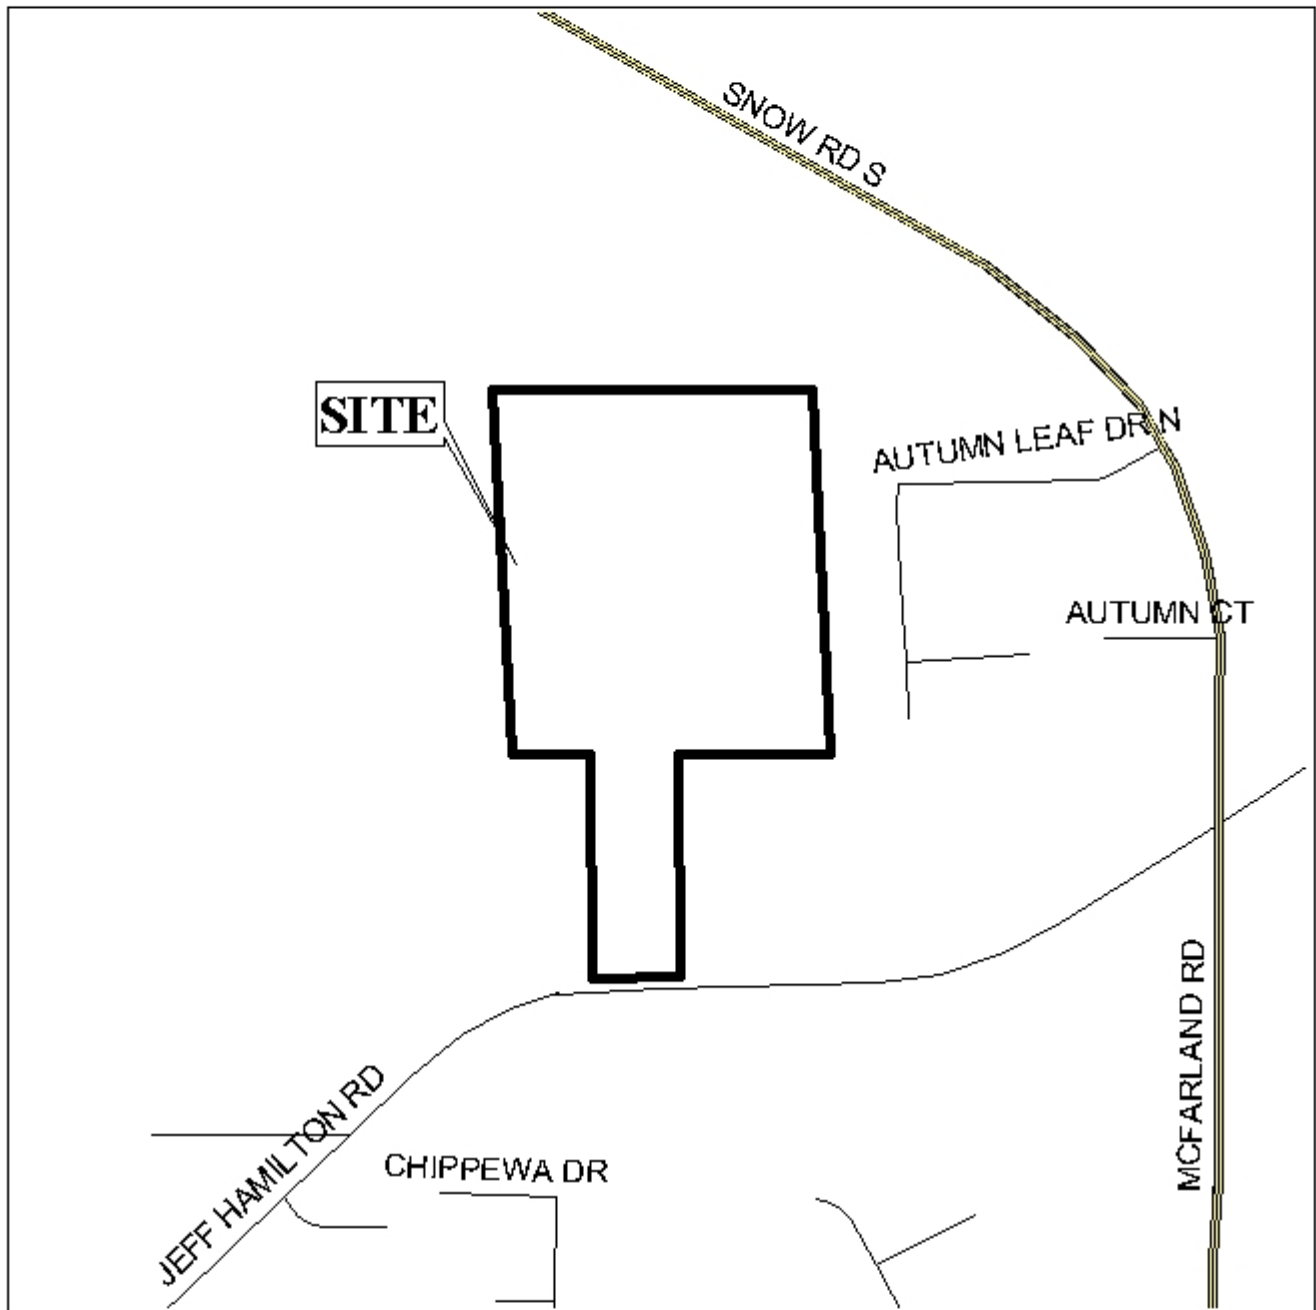 SNOW RD S
SITE
AUTUMN LEAF DR N
AUTUMN CT
MCFARLAND RD
JEFF HAMILTON RD
CHIPPEWA DR